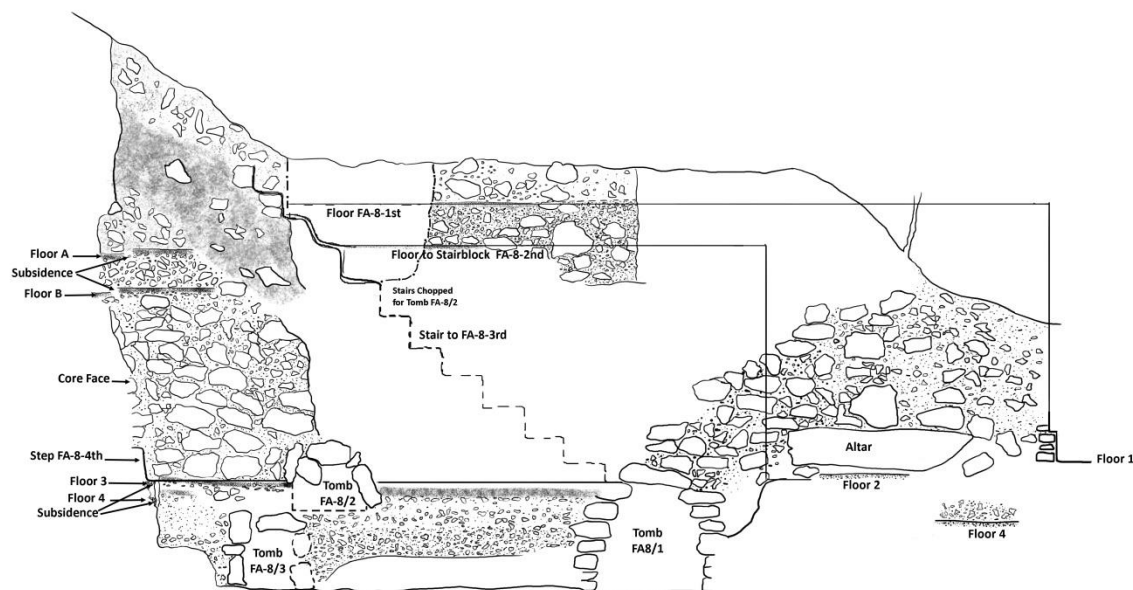 Floor FA-8-1st
Floor A
Subsidence
Floor B
Floor to Stairblock FA-8-2nd
Stairs Chopped
for Tomb FA-8/2
Stair to FA-8-3rd
Core Face
Step FA-8-4th
Floor 3
Floor 4
Subsidence
Tomb
FA-8/2
Tomb
FA-8/3
Tomb
FA8/1
Altar
Floor 2
Floor 1
Floor 4